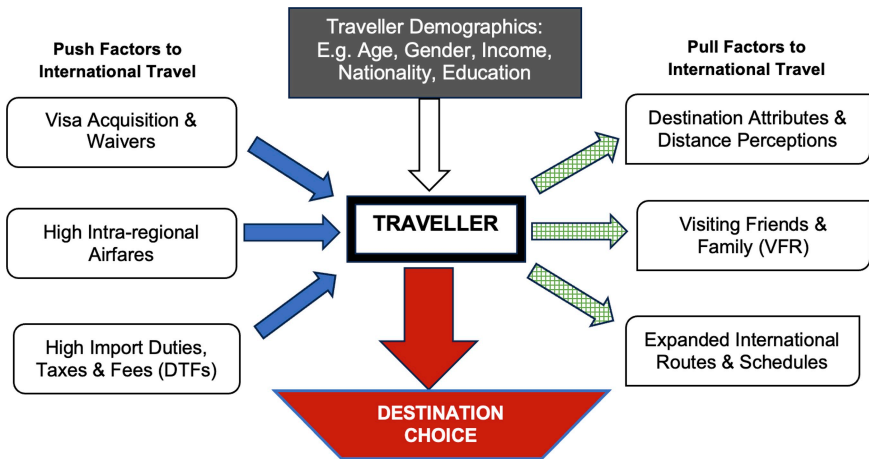 Traveller Demographics:
E.g. Age, Gender, Income,
Nationality, Education
Push Factors to
International Travel
Visa Acquisition &
Waivers
High Intra-regional
Airfares
High Import Duties,
Taxes & Fees (DTFs)
TRAVELLER
DESTINATION
CHOICE
Pull Factors to
International Travel
Destination Attributes &
Distance Perceptions
Visiting Friends &
Family (VFR)
Expanded International
Routes & Schedules